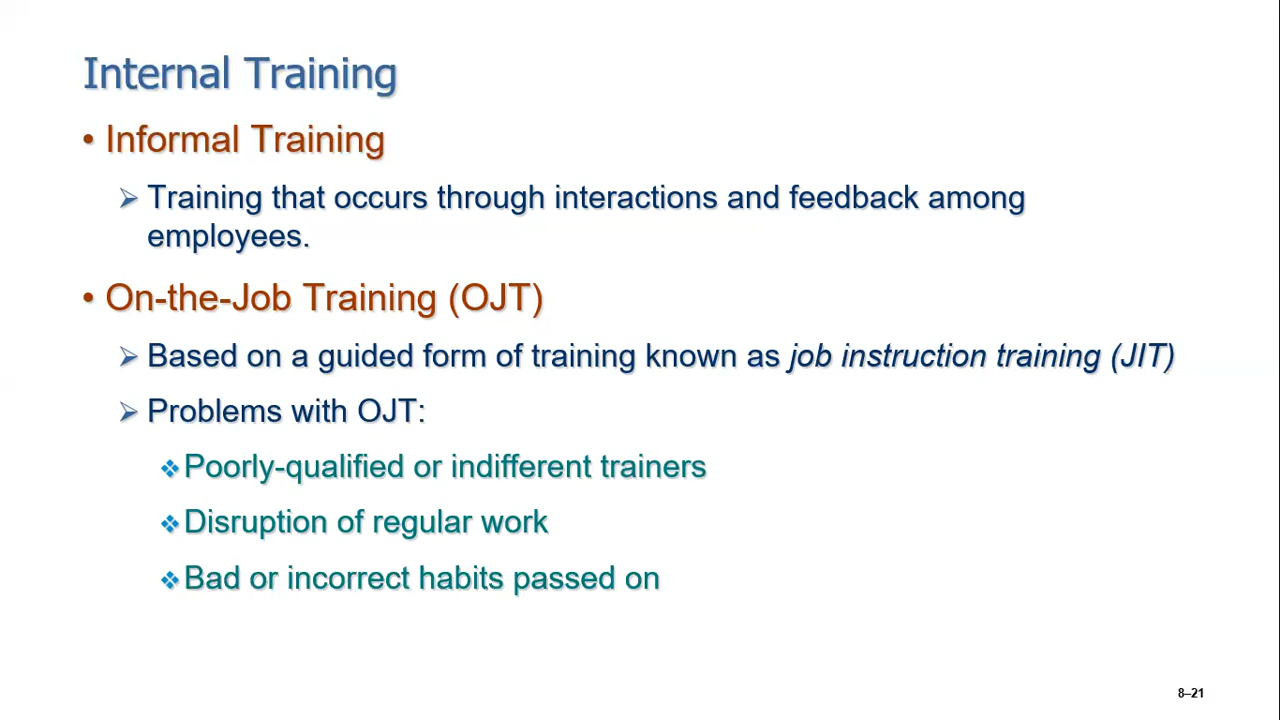 Internal Training
• Informal Training
➢ Training that occurs through interactions and feedback among
employees.
• On-the-Job Training (OJT)
➢ Based on a guided form of training known as job instruction training (JIT)
➢ Problems with OJT:
❖ Poorly-qualified or indifferent trainers
❖ Disruption of regular work
❖ Bad or incorrect habits passed on
8–21